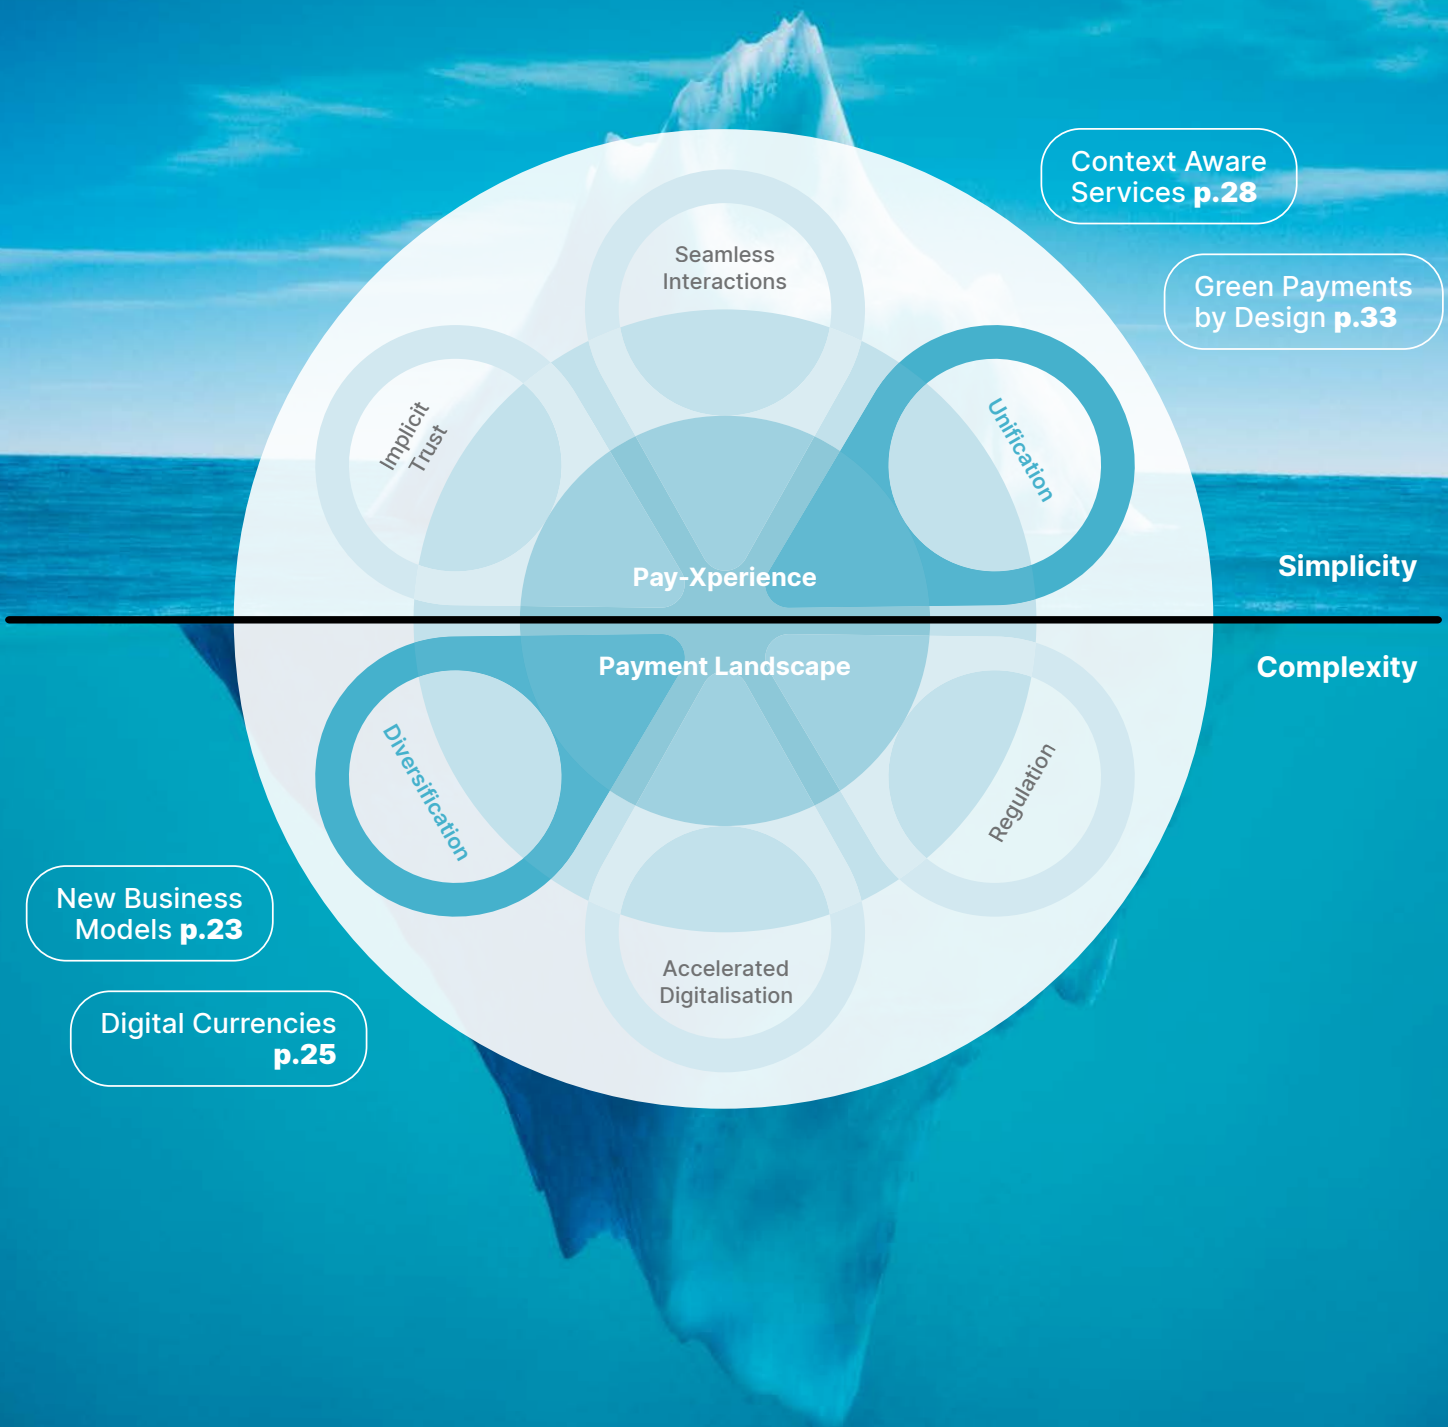 Context Aware
Services p.28
Green Payments
by Design p.33
Seamless
Interactions
Implicit
Trust
Unification
Pay-Xperience
Simplicity
Payment Landscape
Complexity
Diversification
Regulation
New Business
Models p.23
Accelerated
Digitalisation
Digital Currencies
p.25